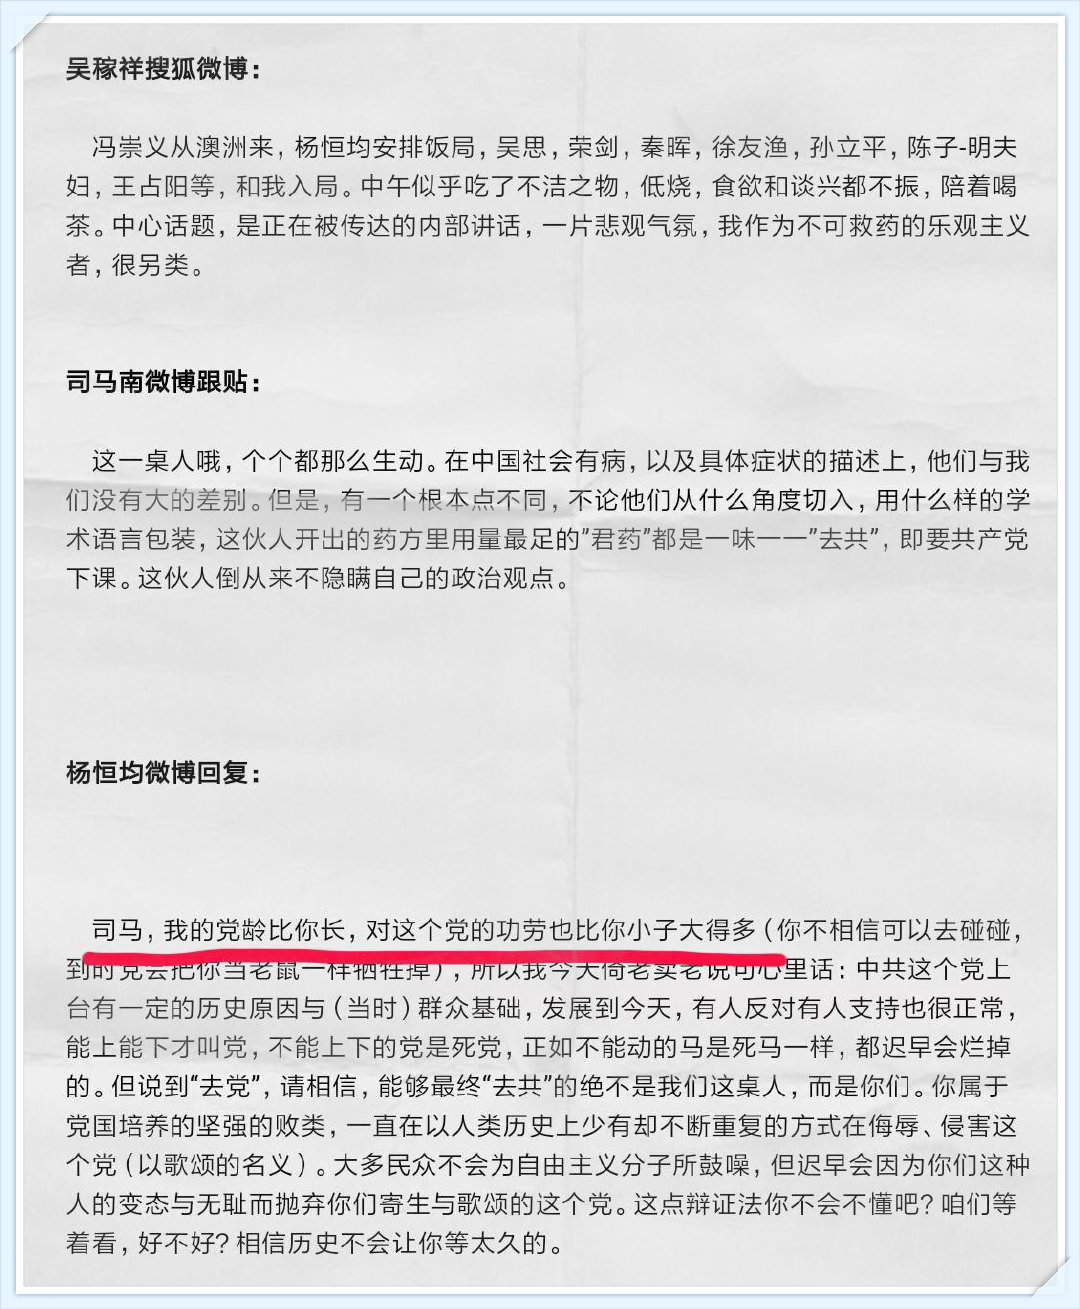 吴稼祥搜狐微博：
冯崇义从澳洲来，杨恒均安排饭局，吴思，荣剑，秦晖，徐友渔，孙立平，陈子-明夫
妇，王占阳等，和我入局。中午似乎吃了不洁之物，低烧，食欲和谈兴都不振，陪着喝
茶。中心话题，是正在被传达的内部讲话，一片悲观气氛，我作为不可救药的乐观主义
者，很另类。
司马南微博跟贴：
这一桌人哦，个个都那么生动。在中国社会有病，以及具体症状的描述上，他们与我
们没有大的差别。但是，有一个根本点不同，不论他们从什么角度切入，用什么样的学
术语言包装，这伙人开出的药方里用量最足的”君药”都是一味一一”去共”，即要共产党
下课。这伙人倒从来不隐瞒自己的政治观点。
杨恒均微博回复：
司马，我的党龄比你长，对这个党的功劳也比你小子大得多（你不相信可以去碰碰，
到时党会把你当老鼠一样牺牲掉），所以我今天倚老卖老说句心里话：中共这个党上
台有一定的历史原因与（当时）群众基础，发展到今天，有人反对有人支持也很正常，
能上能下才叫党，不能上下的党是死党，正如不能动的马是死马一样，都迟早会烂掉
的。但说到“去党”，请相信，能够最终“去共”的绝不是我们这桌人，而是你们。你属于
党国培养的坚强的败类，一直在以人类历史上少有却不断重复的方式在侮辱、侵害这
个党（以歌颂的名义）。大多民众不会为自由主义分子所鼓噪，但迟早会因为你们这种
人的变态与无耻而抛弃你们寄生与歌颂的这个党。这点辩证法你不会不懂吧？咱们等
着看，好不好？相信历史不会让你等太久的。